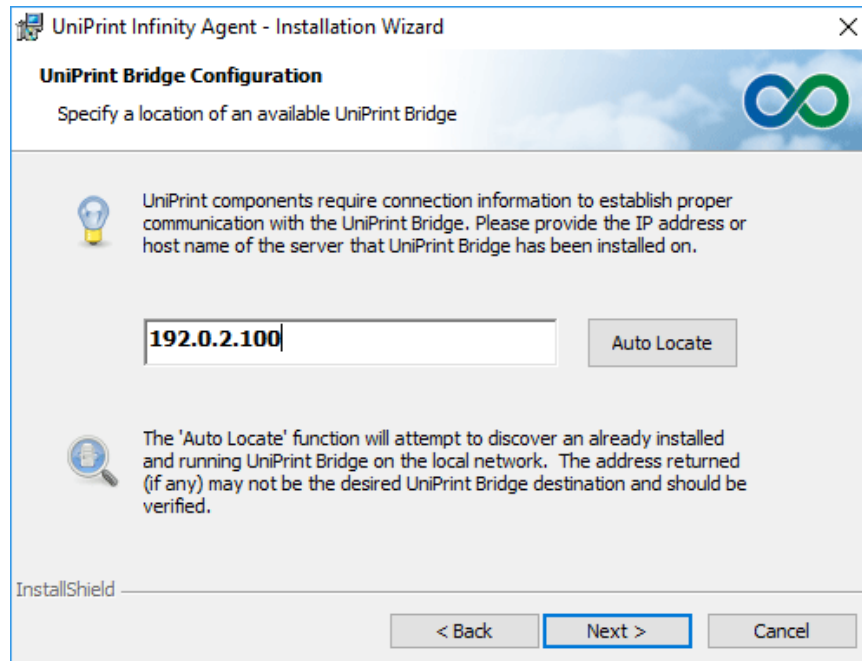 UniPrint Infinity Agent - Installation Wizard
UniPrint Bridge Configuration
Specify a location of an available UniPrint Bridge
UniPrint components require connection information to establish proper
communication with the UniPrint Bridge. Please provide the IP address or
host name of the server that UniPrint Bridge has been installed on.
192.0.2.100
Auto Locate
The 'Auto Locate' function will attempt to discover an already installed
and running UniPrint Bridge on the local network.  The address returned
(if any) may not be the desired UniPrint Bridge destination and should be
verified.
InstallShield
< Back
Next >
Cancel